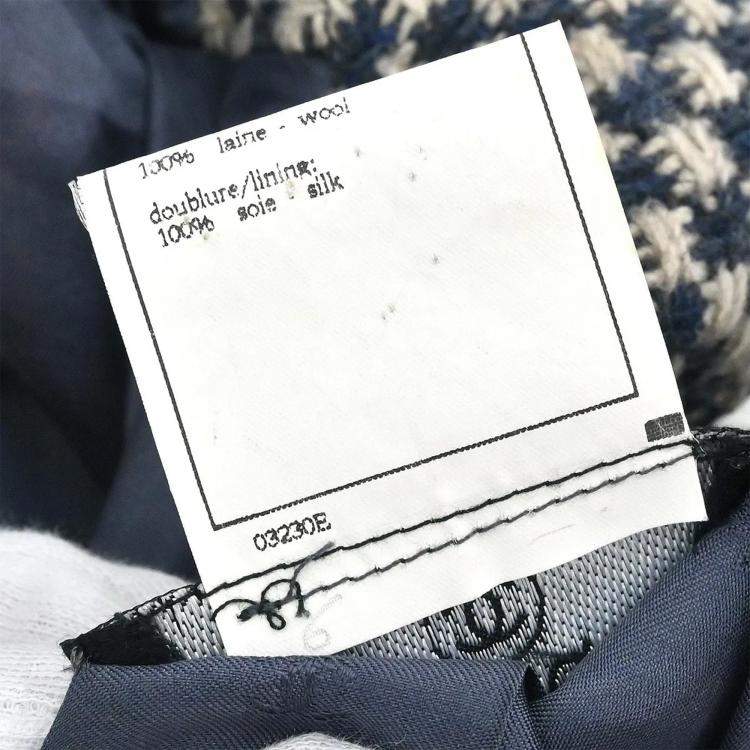 100% laine - wool
doublure/lining:
100% soie - silk
03230E